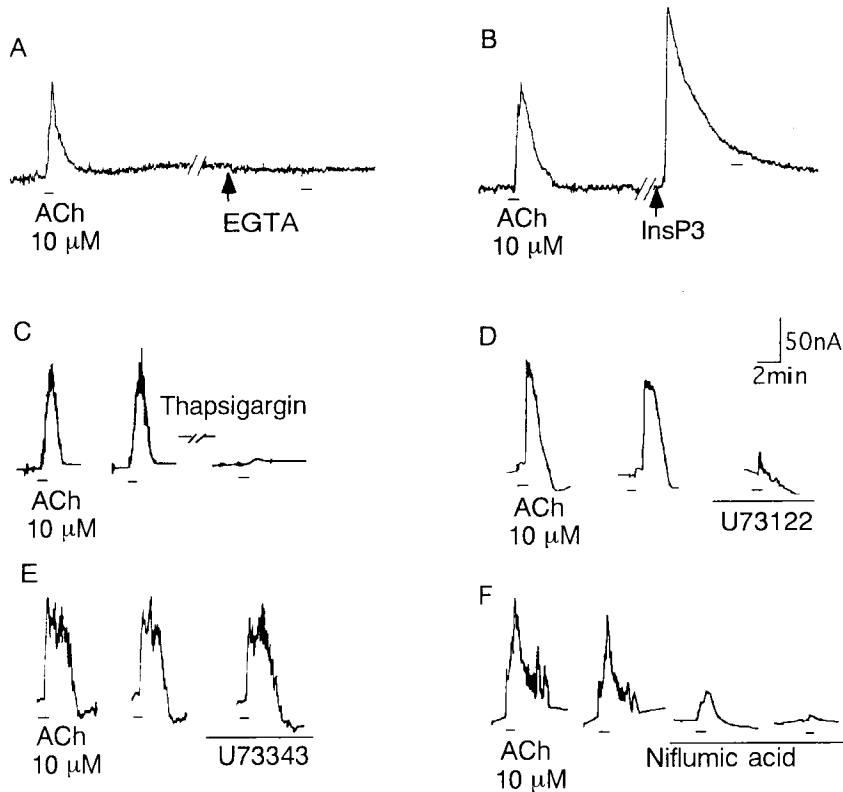 A
ACh
10 μM
EGTA
B
ACh
10 μM
InsP3
C
Thapsigargin
ACh
10 μM
D
50nA
2min
ACh
10 μM
U73122
E
ACh
10 μM
U73343
F
ACh
10 μM
Niflumic acid